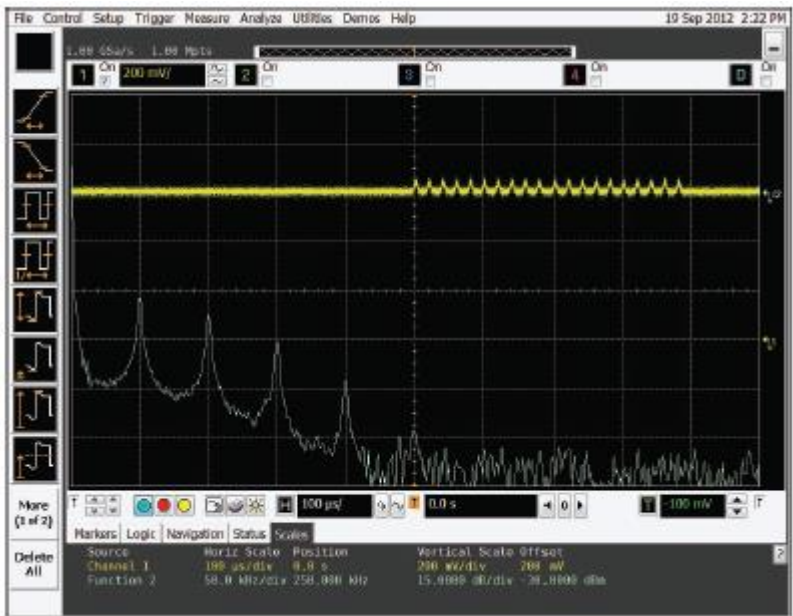 File Control Setup Trigger Measure Analyze Utilities Demos Help 19 Sep 2012 2:22 PM
1.00 GSa/s 1.00 Mpts
1 On 200 mV/ 2 On 3 On 4 On D On
T H 100 µs/ 0.0 s 0 T -100 mV
More
(1 of 2)
Delete
All
Markers Logic Navigation Status Scales
Source Horiz Scale Position Vertical Scale Offset
Channel 1 100 µs/div 0.0 s 200 mV/div 200 mV
Function 2 50.0 kHz/div 250.000 kHz 15.0000 dB/div -30.0000 dBm
?